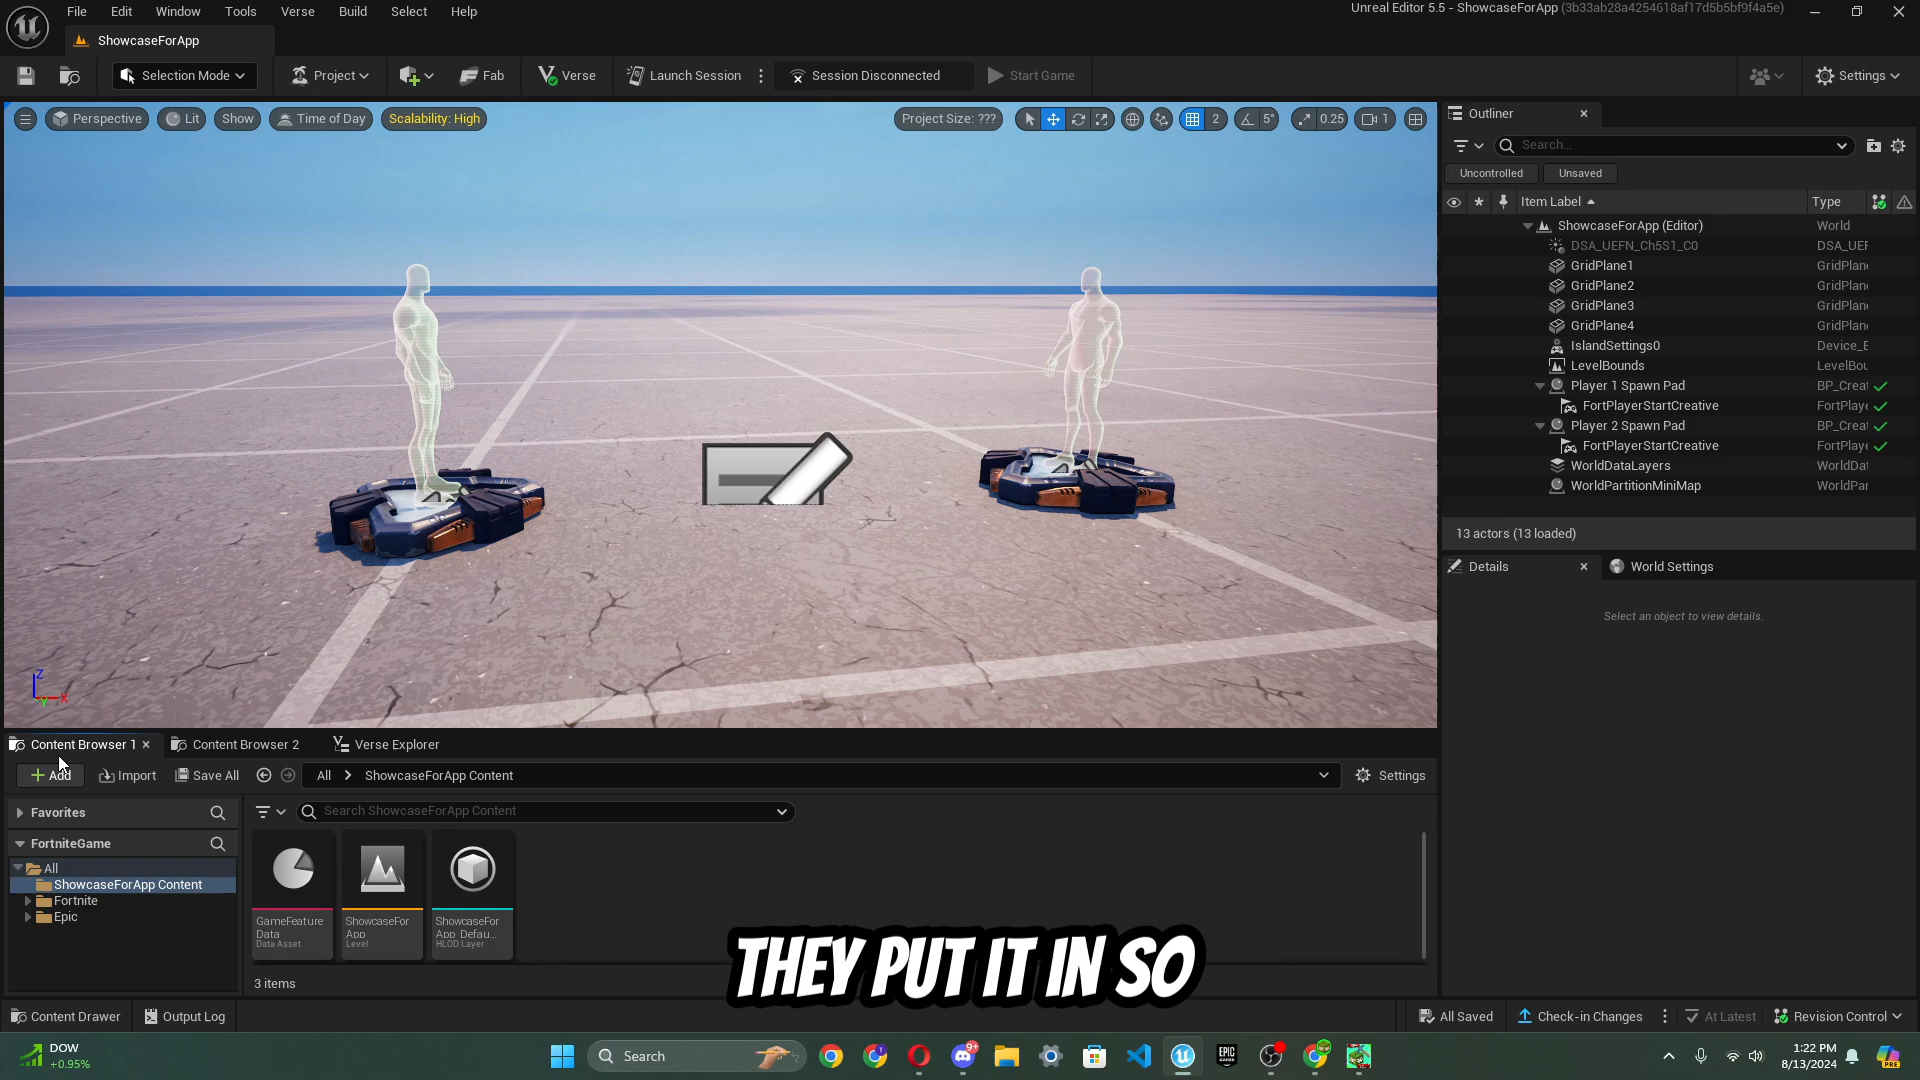 File Edit Window Tools Verse Build Select Help
Unreal Editor 5.5 - ShowcaseForApp (3b33ab28a4254618af17d5b5bf9f4a5e)
ShowcaseForApp
Selection Mode Project Fab Verse Launch Session Session Disconnected Start Game Settings
Perspective Lit Show Time of Day Scalability: High Project Size: ??? 2 5° 0.25 1
Outliner
Search...
Uncontrolled Unsaved
Item Label Type
ShowcaseForApp (Editor) World
DSA_UEFN_Ch5S1_C0 DSA_UEF
GridPlane1 GridPlane
GridPlane2 GridPlane
GridPlane3 GridPlane
GridPlane4 GridPlane
IslandSettings0 Device_E
LevelBounds LevelBou
Player 1 Spawn Pad BP_Creat
FortPlayerStartCreative FortPlaye
Player 2 Spawn Pad BP_Creat
FortPlayerStartCreative FortPlaye
WorldDataLayers WorldDat
WorldPartitionMiniMap WorldPar
13 actors (13 loaded)
Details World Settings
Select an object to view details.
Z
Y X
Content Browser 1 Content Browser 2 Verse Explorer
Add Import Save All All ShowcaseForApp Content Settings
Favorites
Search ShowcaseForApp Content
FortniteGame
All
ShowcaseForApp Content
Fortnite
Epic
GameFeature
Data
Data Asset
ShowcaseFor
App
Level
ShowcaseFor
App_Defau...
HLOD Layer
3 items
THEY PUT IT IN SO
Content Drawer Output Log All Saved Check-in Changes At Latest Revision Control
DOW
+0.95%
Search
9+
EPIC
GAMES
1:22 PM
8/13/2024
PRE